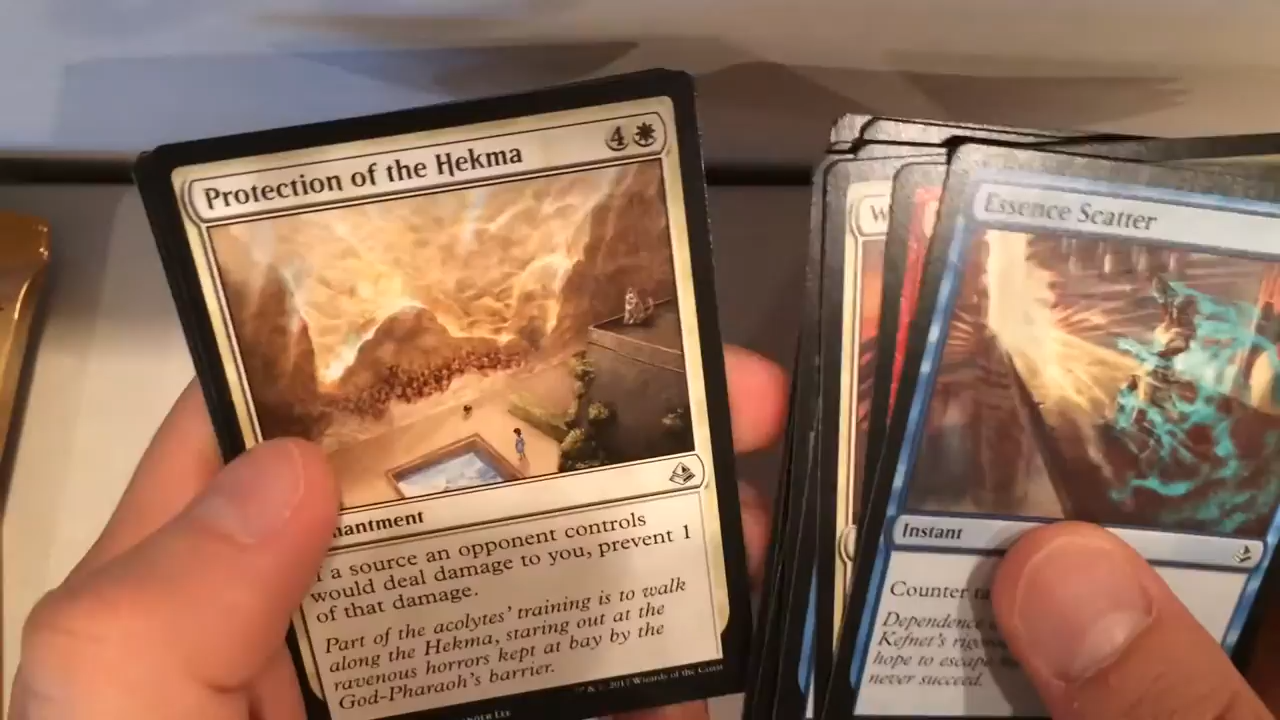 Protection of the Hekma
4
nantment
a source an opponent controls
would deal damage to you, prevent 1
of that damage.
Part of the acolytes' training is to walk
along the Hekma, staring out at the
ravenous horrors kept at bay by the
God-Pharaoh's barrier.
2017 Wizards of the Coast
W
Essence Scatter
Instant
Counter
Dependence
Kefnet's
hope to escape
never succeed.